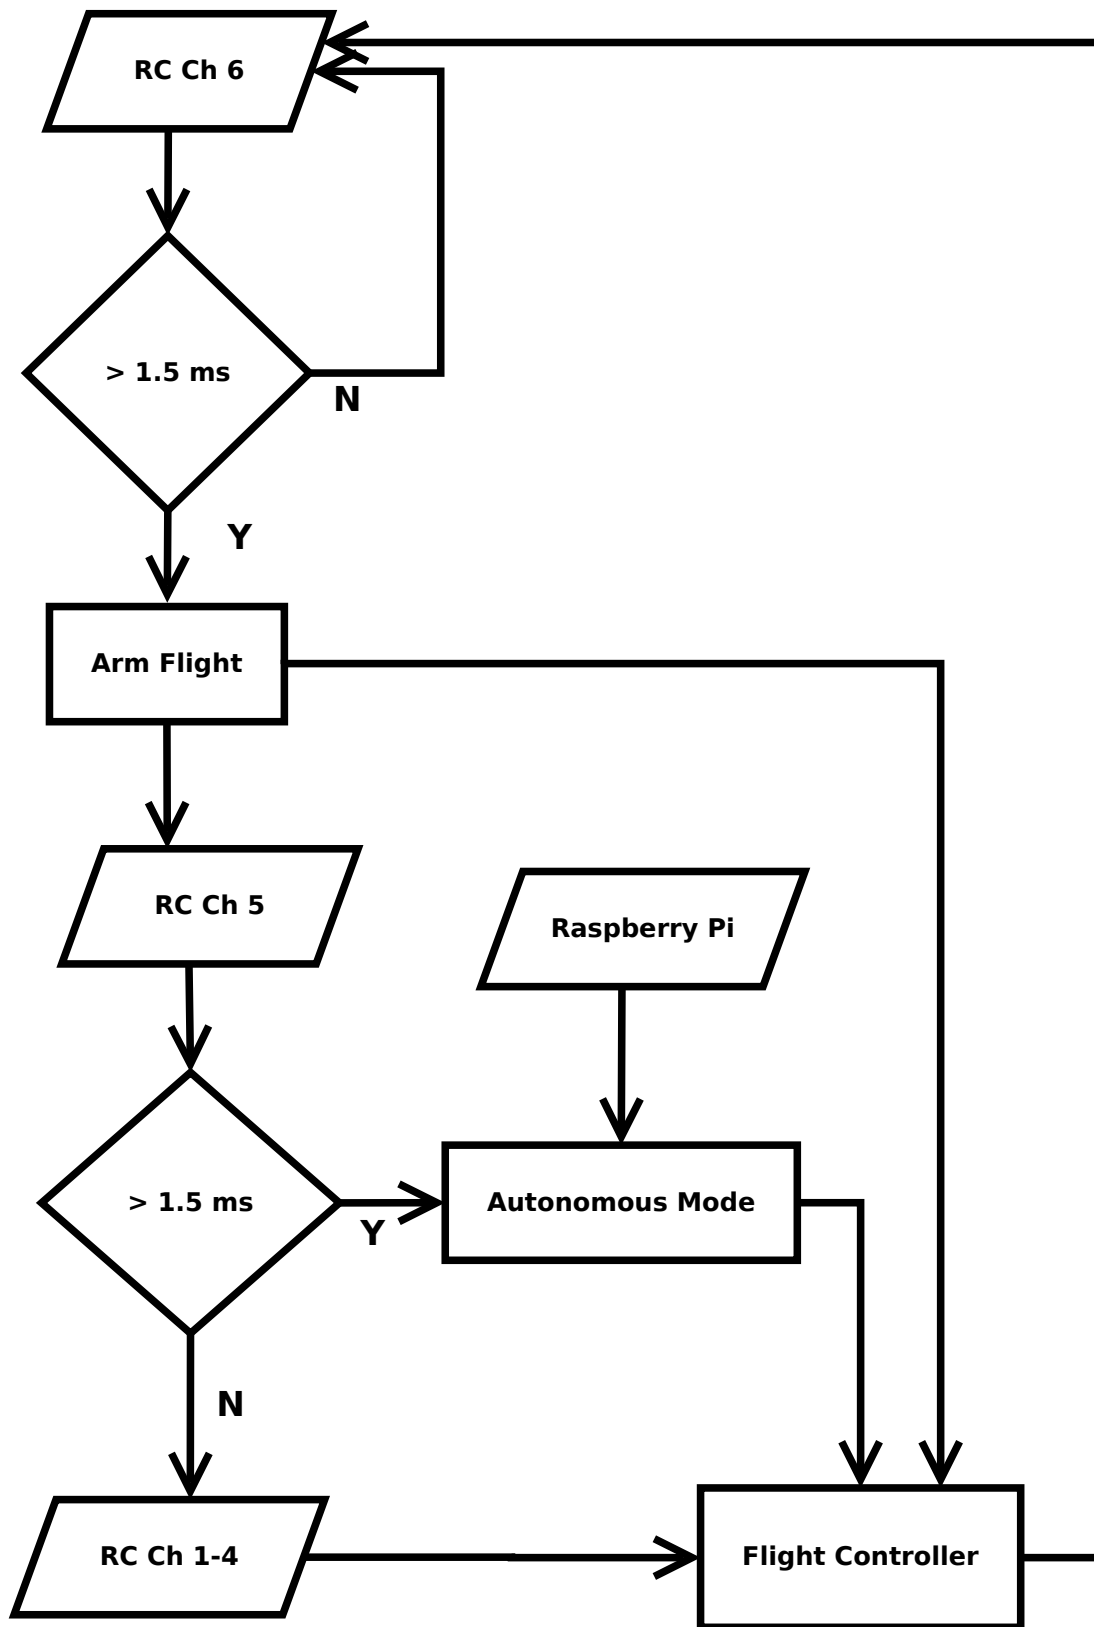 RC Ch 6
> 1.5 ms
N
Y
Arm Flight
RC Ch 5
Raspberry Pi
> 1.5 ms
Y
Autonomous Mode
N
RC Ch 1-4
Flight Controller